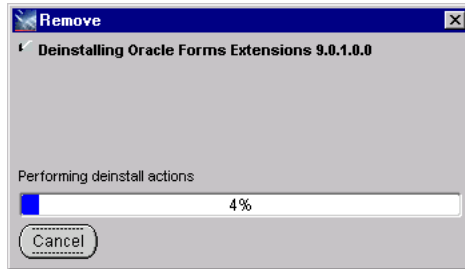 Remove
Deinstalling Oracle Forms Extensions 9.0.1.0.0
Performing deinstall actions
4%
Cancel